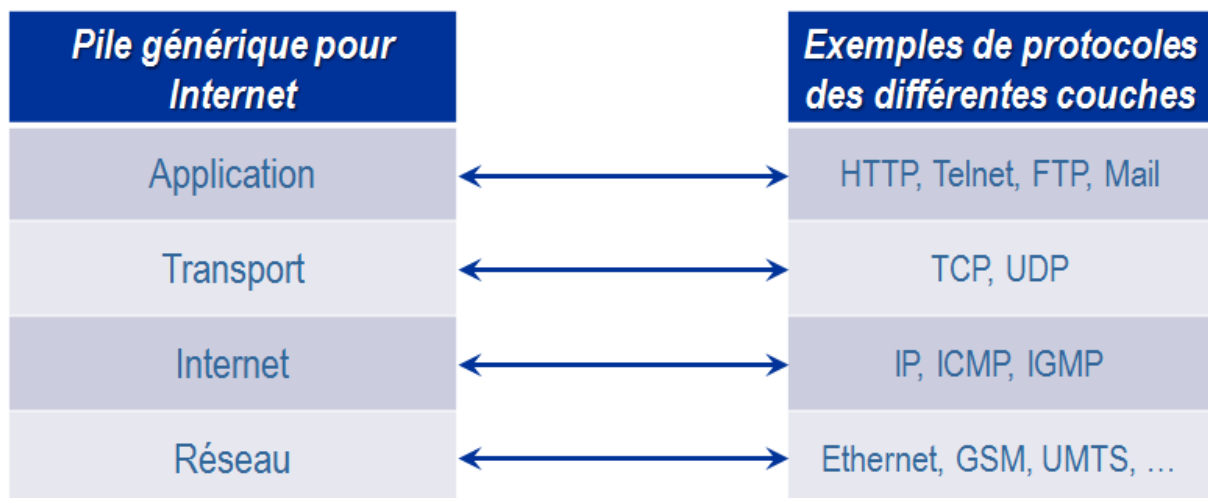 Pile générique pour
Internet
Exemples de protocoles
des différentes couches
Application
HTTP, Telnet, FTP, Mail
Transport
TCP, UDP
Internet
IP, ICMP, IGMP
Réseau
Ethernet, GSM, UMTS, …